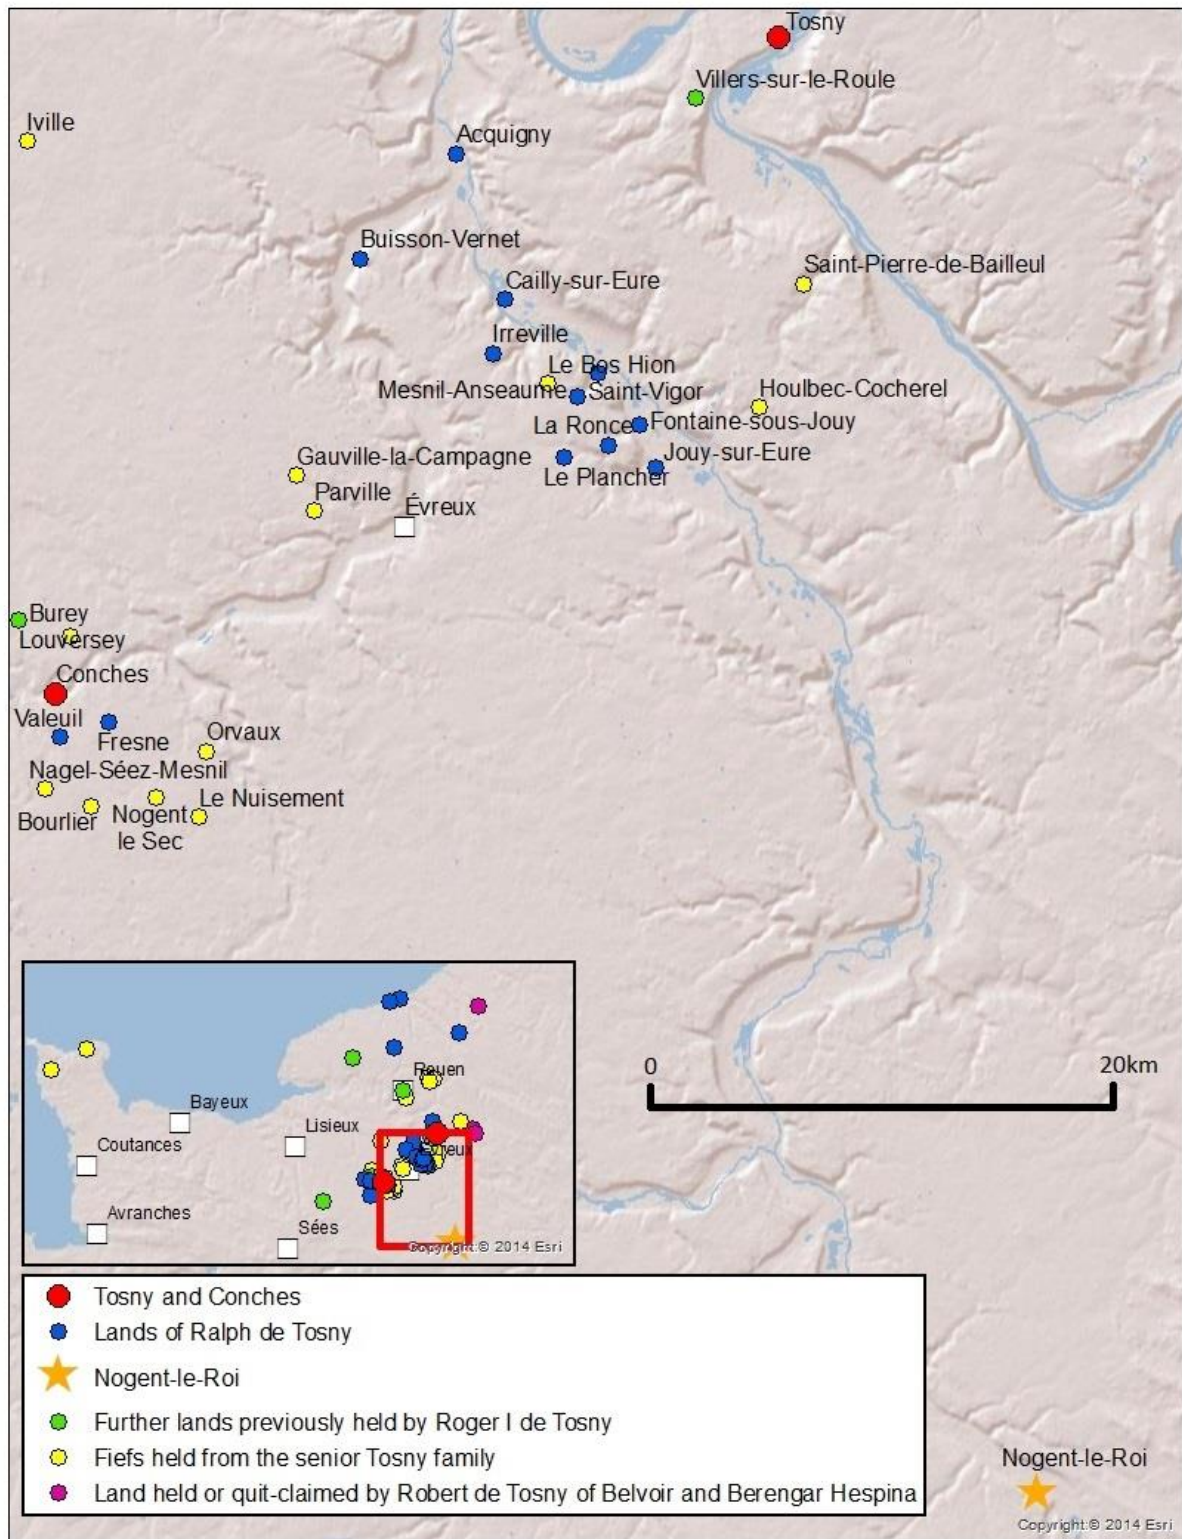 Tosny
Villers-sur-le-Roule
Iville
Acquigny
Buisson-Vernet
Saint-Pierre-de-Bailleul
Cailly-sur-Eure
Irreville
Le Bos Hion
Mesnil-Anseaume
Saint-Vigor
Houlbec-Cocherel
La Ronce
Fontaine-sous-Jouy
Gauville-la-Campagne
Jouy-sur-Eure
Le Plancher
Parville
Évreux
Burey
Louversey
Conches
Valeuil
Fresne
Orvaux
Nagel-Séez-Mesnil
Bourlier
Nogent
le Sec
Le Nuisement
0
20km
Rouen
Bayeux
Lisieux
Coutances
Évreux
Avranches
Sées
Copyright:© 2014 Esri
Tosny and Conches
Lands of Ralph de Tosny
Nogent-le-Roi
Further lands previously held by Roger I de Tosny
Fiefs held from the senior Tosny family
Land held or quit-claimed by Robert de Tosny of Belvoir and Berengar Hespina
Nogent-le-Roi
Copyright:© 2014 Esri